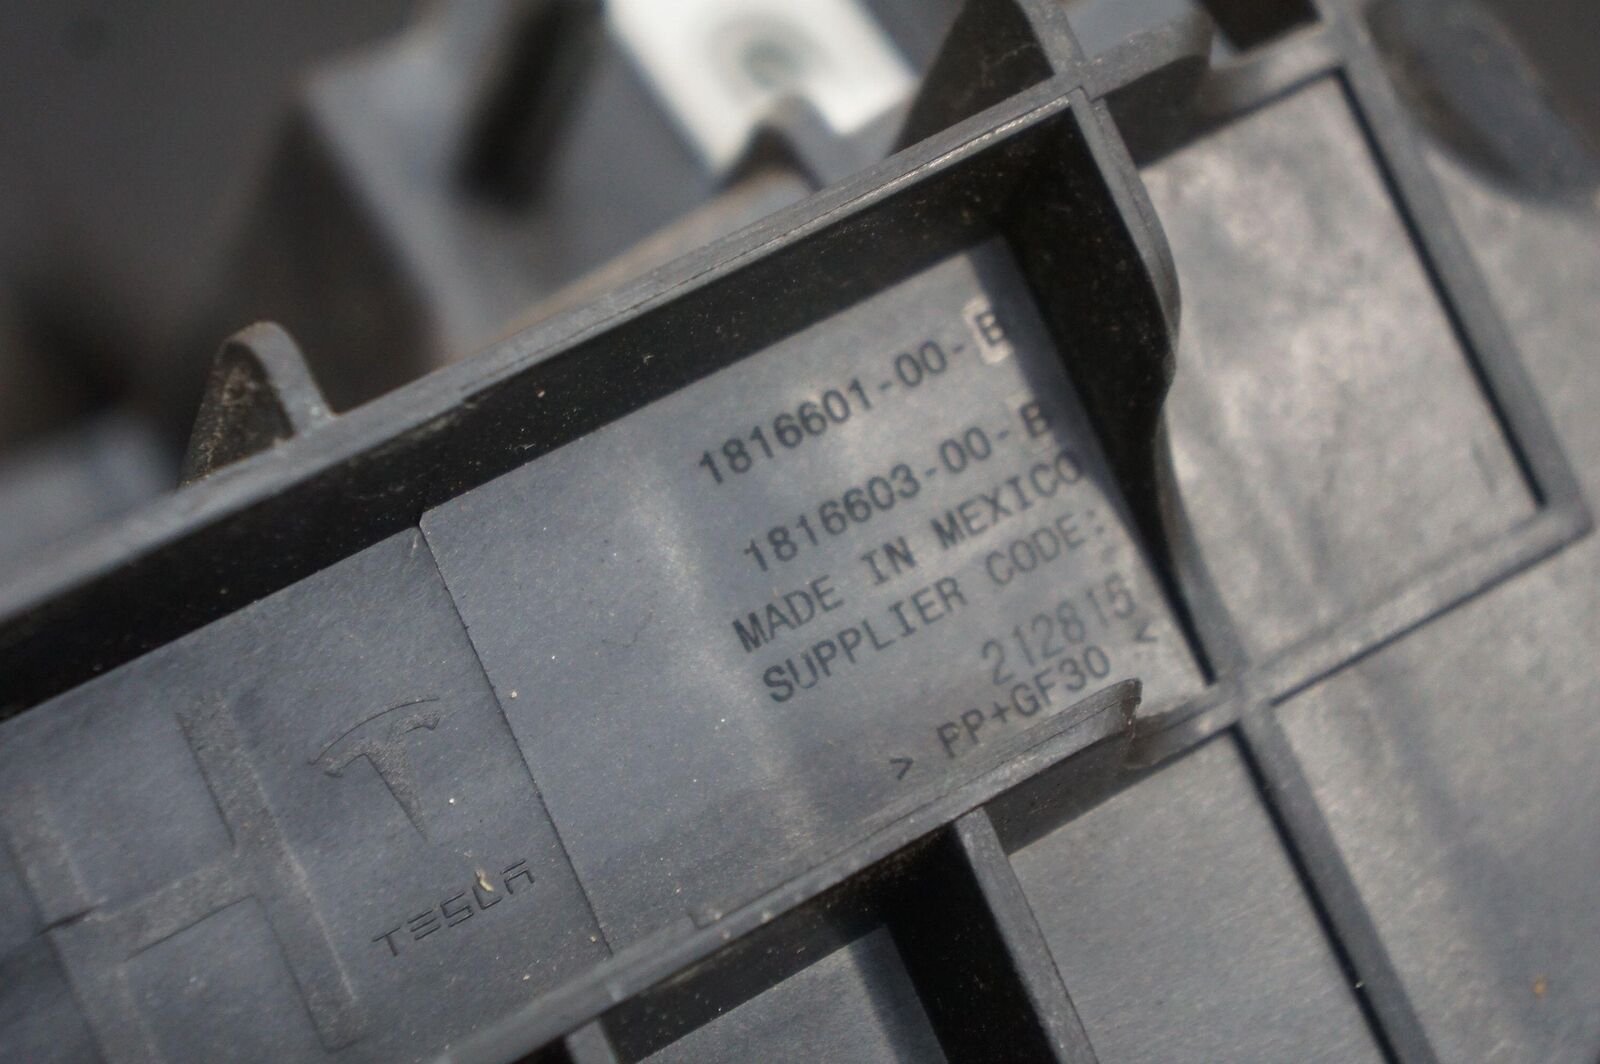 1816601-00-B
1816603-00-B
MADE IN MEXICO
SUPPLIER CODE:
212815
> PP+GF30 <
TESLA